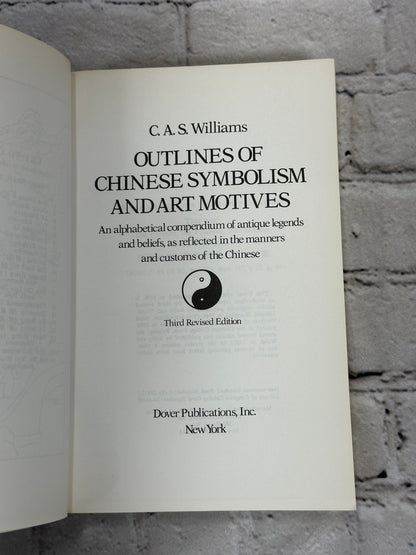 C. A. S. Williams
OUTLINES OF
CHINESE SYMBOLISM
AND ART MOTIVES
An alphabetical compendium of antique legends
and beliefs, as reflected in the manners
and customs of the Chinese
Third Revised Edition
Dover Publications, Inc.
New York